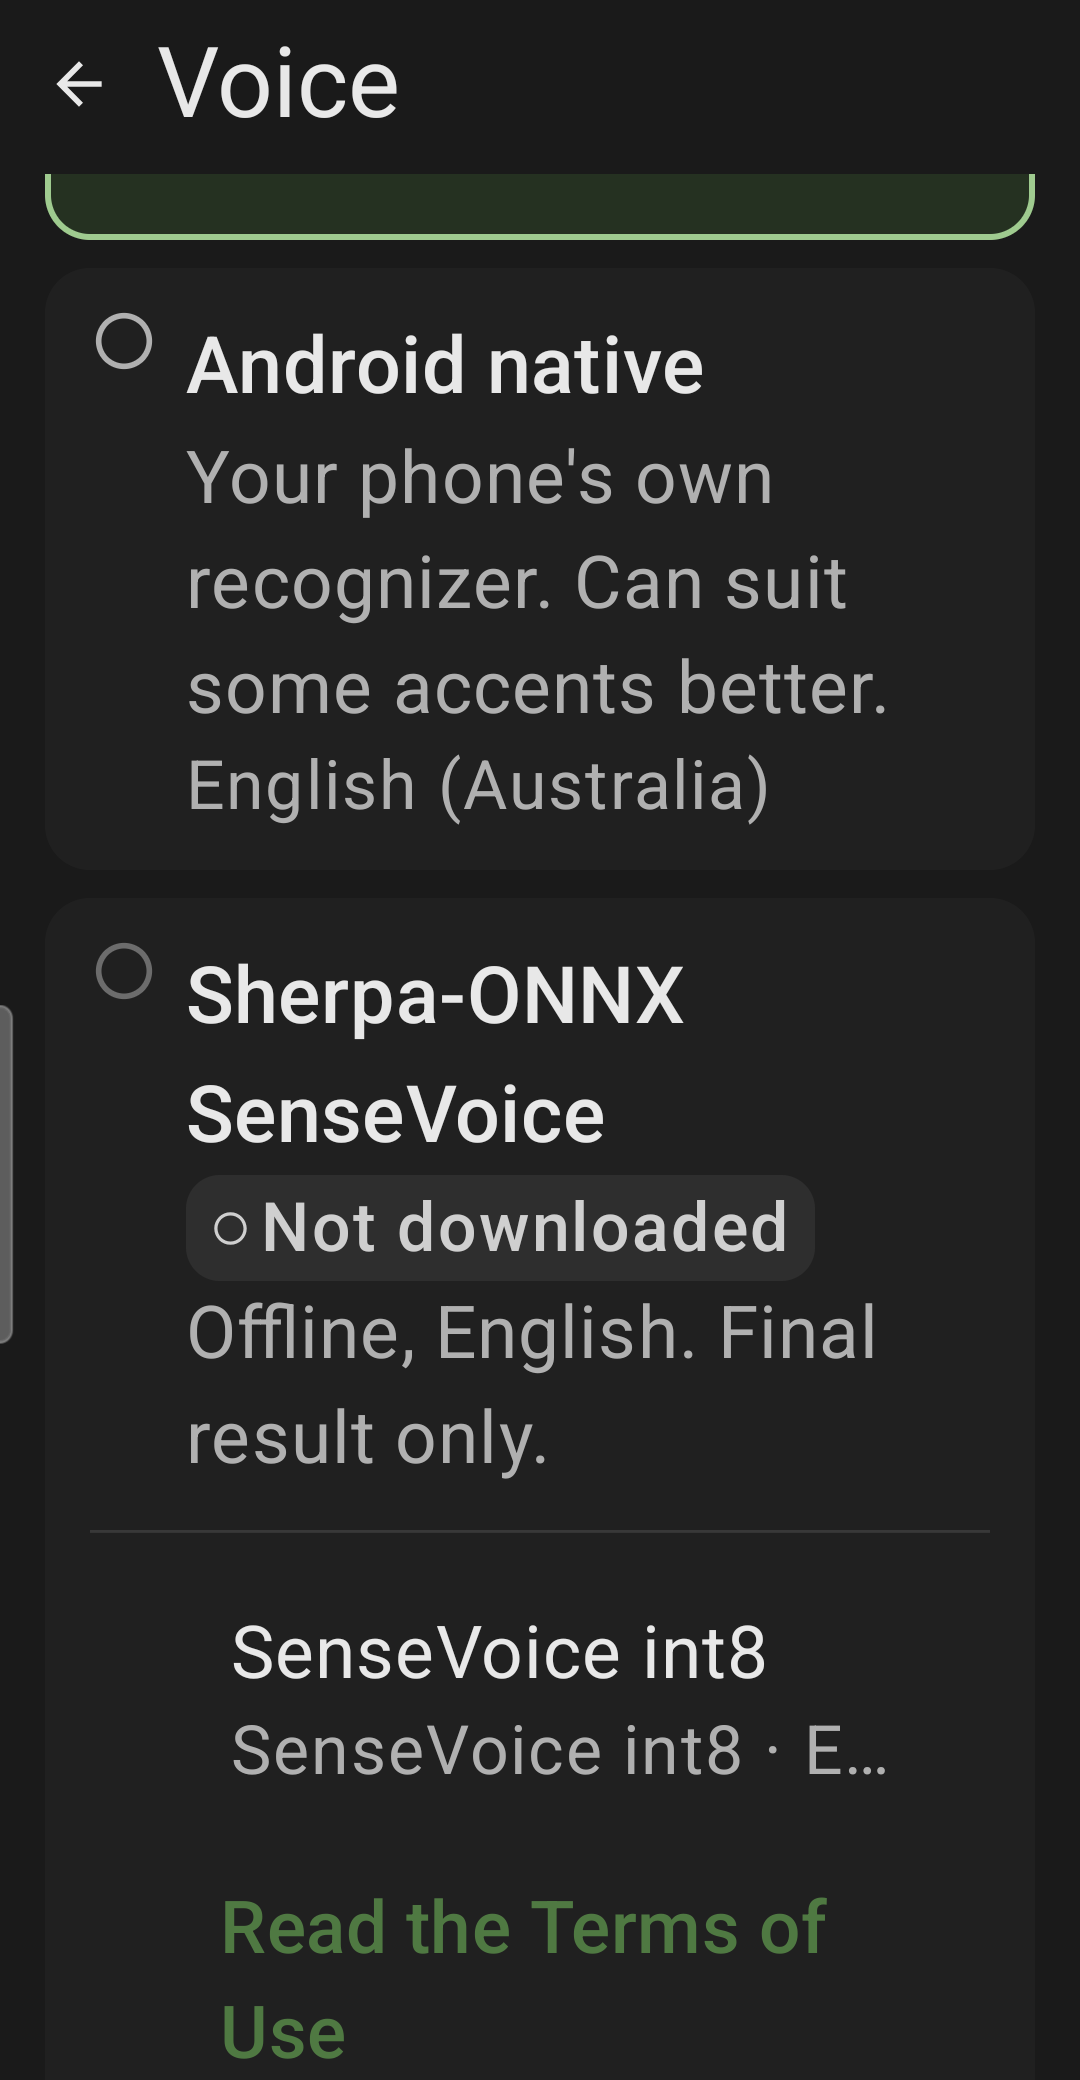 Voice
Android native
Your phone's own
recognizer. Can suit
some accents better.
English (Australia)
Sherpa-ONNX
SenseVoice
Not downloaded
Offline, English. Final
result only.
SenseVoice int8
SenseVoice int8 · E…
Read the Terms of
Use